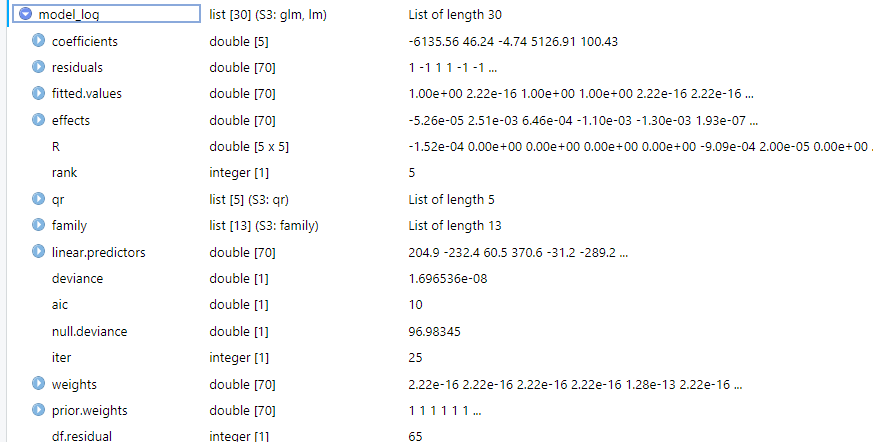 model_log list [30] (S3: glm, lm) List of length 30
coefficients double [5] -6135.56 46.24 -4.74 5126.91 100.43
residuals double [70] 1 -1 1 1 -1 -1 ...
fitted.values double [70] 1.00e+00 2.22e-16 1.00e+00 1.00e+00 2.22e-16 2.22e-16 ...
effects double [70] -5.26e-05 2.51e-03 6.46e-04 -1.10e-03 -1.30e-03 1.93e-07 ...
R double [5 x 5] -1.52e-04 0.00e+00 0.00e+00 0.00e+00 0.00e+00 -9.09e-04 2.00e-05 0.00e+00 .
rank integer [1] 5
qr list [5] (S3: qr) List of length 5
family list [13] (S3: family) List of length 13
linear.predictors double [70] 204.9 -232.4 60.5 370.6 -31.2 -289.2 ...
deviance double [1] 1.696536e-08
aic double [1] 10
null.deviance double [1] 96.98345
iter integer [1] 25
weights double [70] 2.22e-16 2.22e-16 2.22e-16 2.22e-16 1.28e-13 2.22e-16 ...
prior.weights double [70] 1 1 1 1 1 1 ...
df.residual integer [1] 65